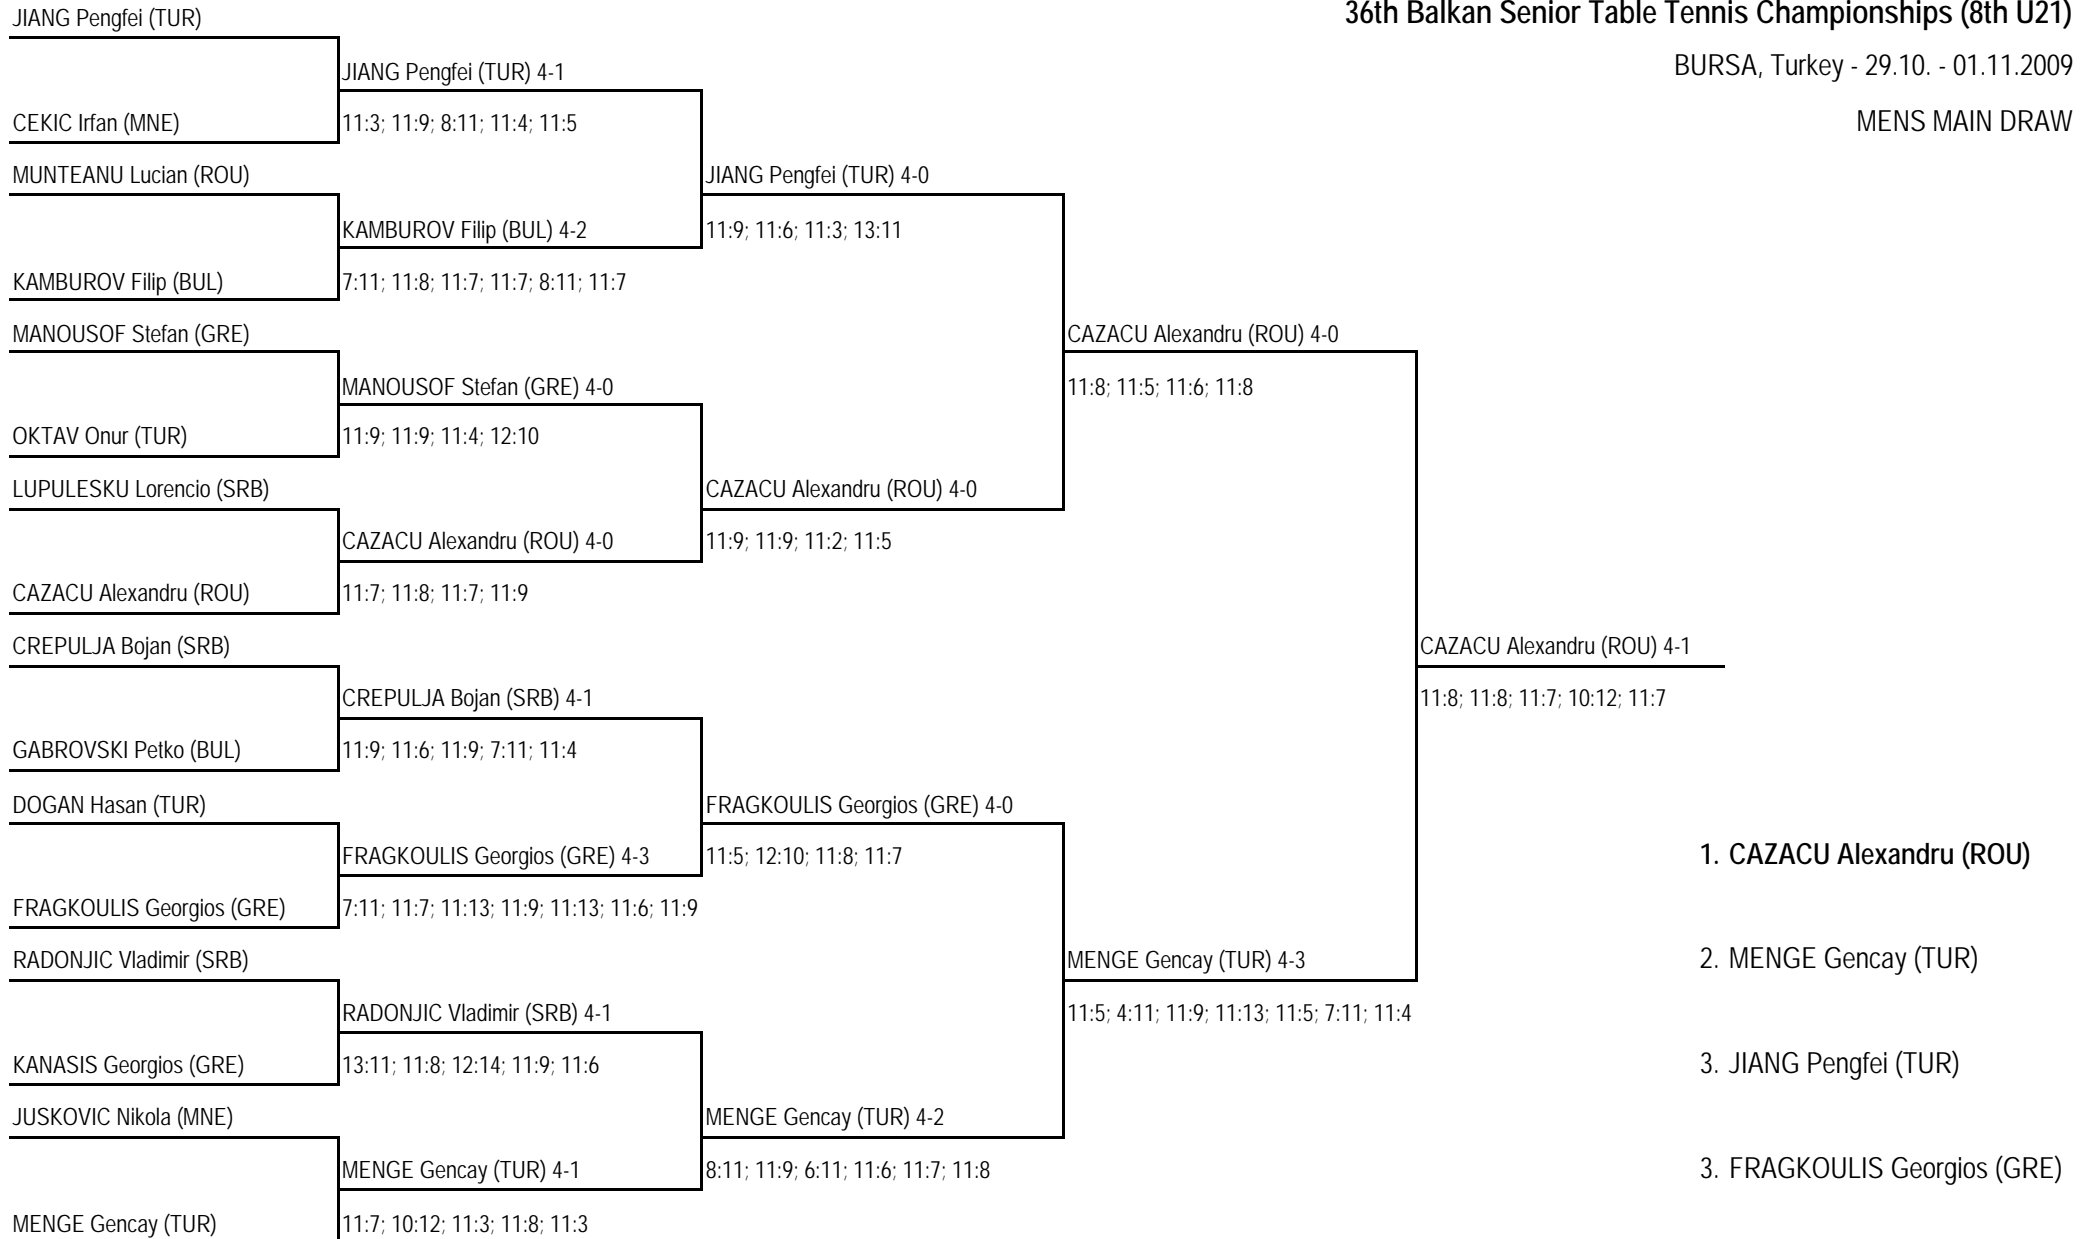 36th Balkan Senior Table Tennis Championships (8th U21)
BURSA, Turkey - 29.10. - 01.11.2009
MENS MAIN DRAW
JIANG Pengfei (TUR)
CEKIC Irfan (MNE)
MUNTEANU Lucian (ROU)
KAMBUROV Filip (BUL)
MANOUSOF Stefan (GRE)
OKTAV Onur (TUR)
LUPULESKU Lorencio (SRB)
CAZACU Alexandru (ROU)
CREPULJA Bojan (SRB)
GABROVSKI Petko (BUL)
DOGAN Hasan (TUR)
FRAGKOULIS Georgios (GRE)
RADONJIC Vladimir (SRB)
KANASIS Georgios (GRE)
JUSKOVIC Nikola (MNE)
MENGE Gencay (TUR)
JIANG Pengfei (TUR) 4-1
11:3; 11:9; 8:11; 11:4; 11:5
KAMBUROV Filip (BUL) 4-2
7:11; 11:8; 11:7; 11:7; 8:11; 11:7
MANOUSOF Stefan (GRE) 4-0
11:9; 11:9; 11:4; 12:10
CAZACU Alexandru (ROU) 4-0
11:7; 11:8; 11:7; 11:9
CREPULJA Bojan (SRB) 4-1
11:9; 11:6; 11:9; 7:11; 11:4
FRAGKOULIS Georgios (GRE) 4-3
7:11; 11:7; 11:13; 11:9; 11:13; 11:6; 11:9
RADONJIC Vladimir (SRB) 4-1
13:11; 11:8; 12:14; 11:9; 11:6
MENGE Gencay (TUR) 4-1
11:7; 10:12; 11:3; 11:8; 11:3
JIANG Pengfei (TUR) 4-0
11:9; 11:6; 11:3; 13:11
CAZACU Alexandru (ROU) 4-0
11:9; 11:9; 11:2; 11:5
FRAGKOULIS Georgios (GRE) 4-0
11:5; 12:10; 11:8; 11:7
MENGE Gencay (TUR) 4-2
8:11; 11:9; 6:11; 11:6; 11:7; 11:8
CAZACU Alexandru (ROU) 4-0
11:8; 11:5; 11:6; 11:8
MENGE Gencay (TUR) 4-3
11:5; 4:11; 11:9; 11:13; 11:5; 7:11; 11:4
CAZACU Alexandru (ROU) 4-1
11:8; 11:8; 11:7; 10:12; 11:7
1. CAZACU Alexandru (ROU)
2. MENGE Gencay (TUR)
3. JIANG Pengfei (TUR)
3. FRAGKOULIS Georgios (GRE)